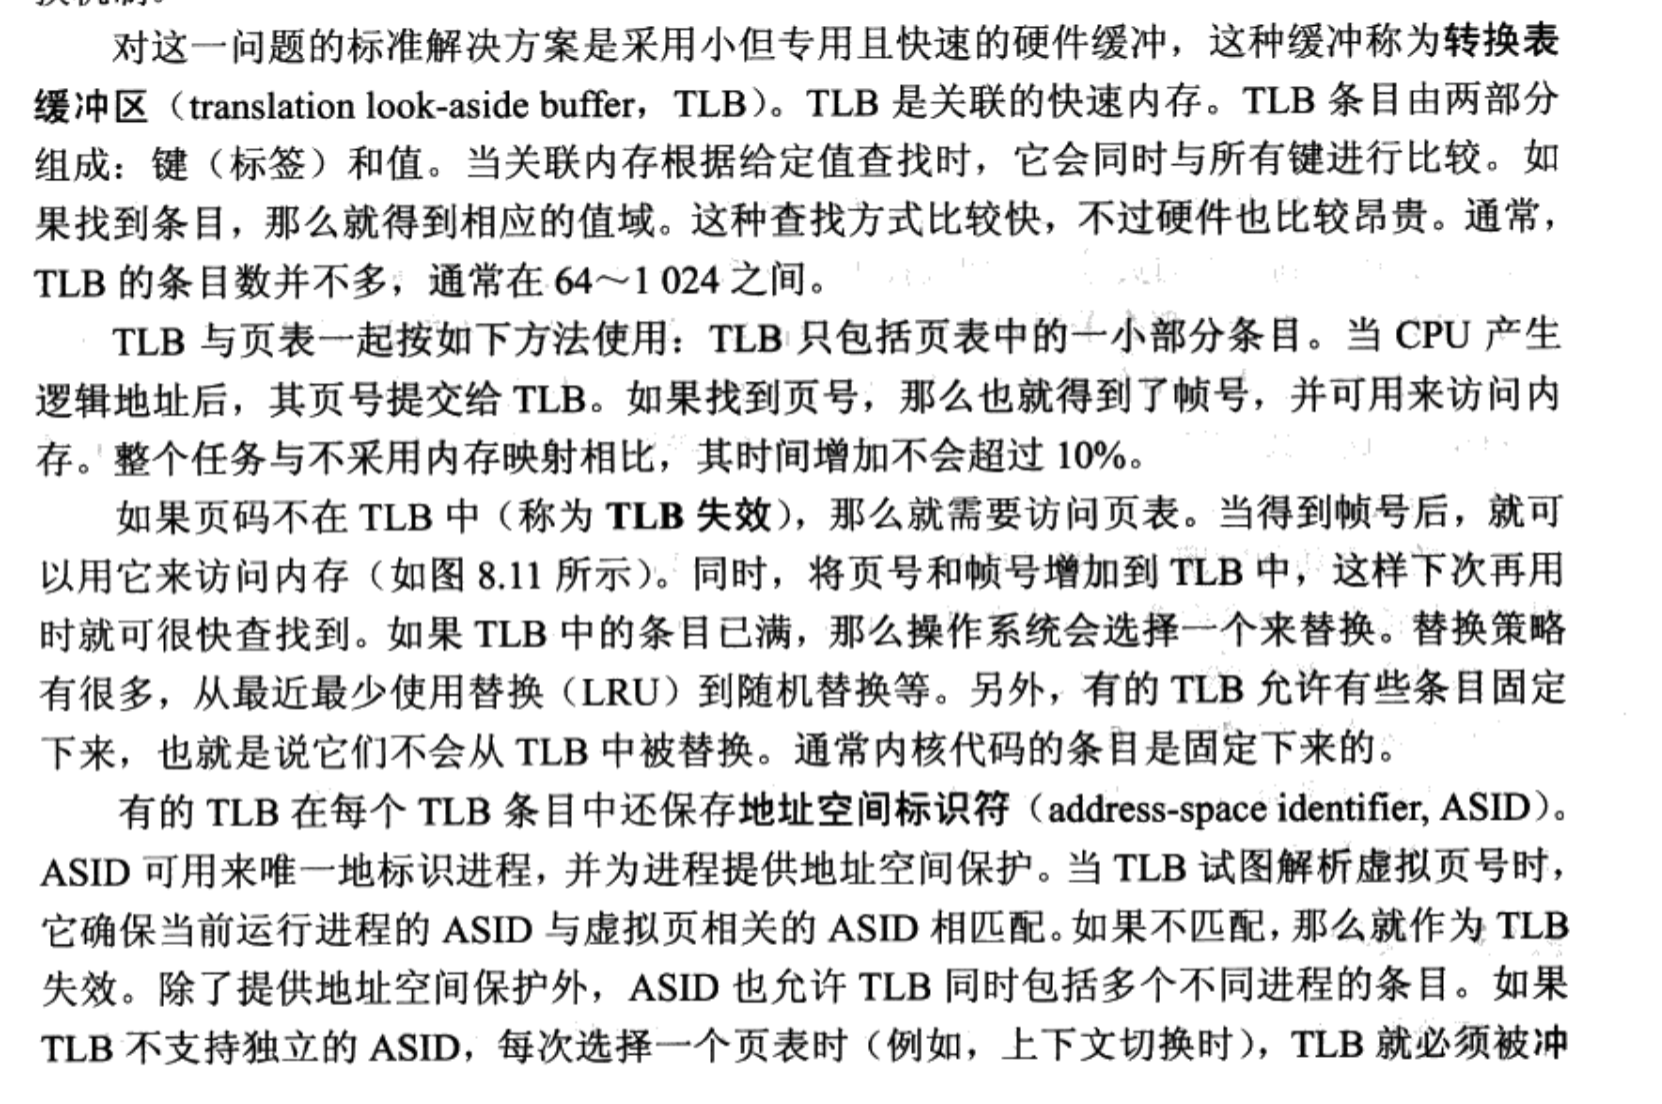 对这一问题的标准解决方案是采用小但专用且快速的硬件缓冲，这种缓冲称为转换表
缓冲区（translation look-aside buffer，TLB）。TLB 是关联的快速内存。TLB 条目由两部分
组成：键（标签）和值。当关联内存根据给定值查找时，它会同时与所有键进行比较。如
果找到条目，那么就得到相应的值域。这种查找方式比较快，不过硬件也比较昂贵。通常，
TLB 的条目数并不多，通常在 64～1 024 之间。
TLB 与页表一起按如下方法使用：TLB 只包括页表中的一小部分条目。当 CPU 产生
逻辑地址后，其页号提交给 TLB。如果找到页号，那么也就得到了帧号，并可用来访问内
存。整个任务与不采用内存映射相比，其时间增加不会超过 10%。
如果页码不在 TLB 中（称为 TLB 失效），那么就需要访问页表。当得到帧号后，就可
以用它来访问内存（如图 8.11 所示）。同时，将页号和帧号增加到 TLB 中，这样下次再用
时就可很快查找到。如果 TLB 中的条目已满，那么操作系统会选择一个来替换。替换策略
有很多，从最近最少使用替换（LRU）到随机替换等。另外，有的 TLB 允许有些条目固定
下来，也就是说它们不会从 TLB 中被替换。通常内核代码的条目是固定下来的。
有的 TLB 在每个 TLB 条目中还保存地址空间标识符（address-space identifier, ASID）。
ASID 可用来唯一地标识进程，并为进程提供地址空间保护。当 TLB 试图解析虚拟页号时，
它确保当前运行进程的 ASID 与虚拟页相关的 ASID 相匹配。如果不匹配，那么就作为 TLB
失效。除了提供地址空间保护外，ASID 也允许 TLB 同时包括多个不同进程的条目。如果
TLB 不支持独立的 ASID，每次选择一个页表时（例如，上下文切换时），TLB 就必须被冲